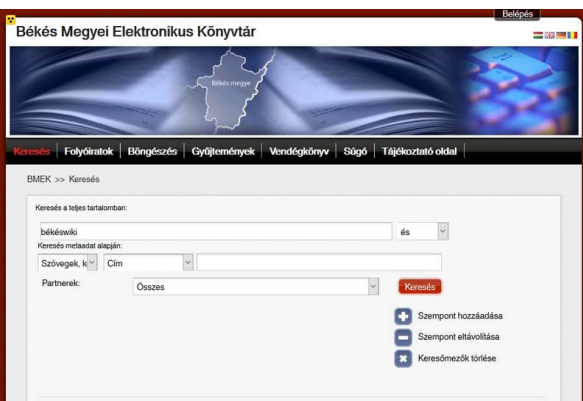 Belépés
Békés Megyei Elektronikus Könyvtár
Békés megye
Keresés | Folyóiratok | Böngészés | Gyűjtemények | Vendégkönyv | Súgó | Tájékoztató oldal |
BMEK >> Keresés
Keresés a teljes tartalomban:
békéswiki és
Keresés metaadat alapján:
Szövegek, k Cím
Partnerek: Összes Keresés
Szempont hozzáadása
Szempont eltávolítása
Keresőmezők törlése